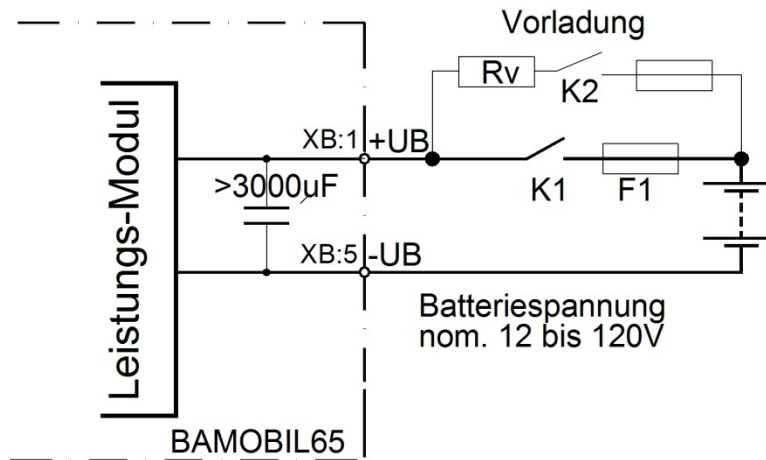 Vorladung
Rv
K2
XB:1 +UB
>3000uF
K1
F1
Leistungs-Modul
XB:5 -UB
Batteriespannung
nom. 12 bis 120V
BAMOBIL65